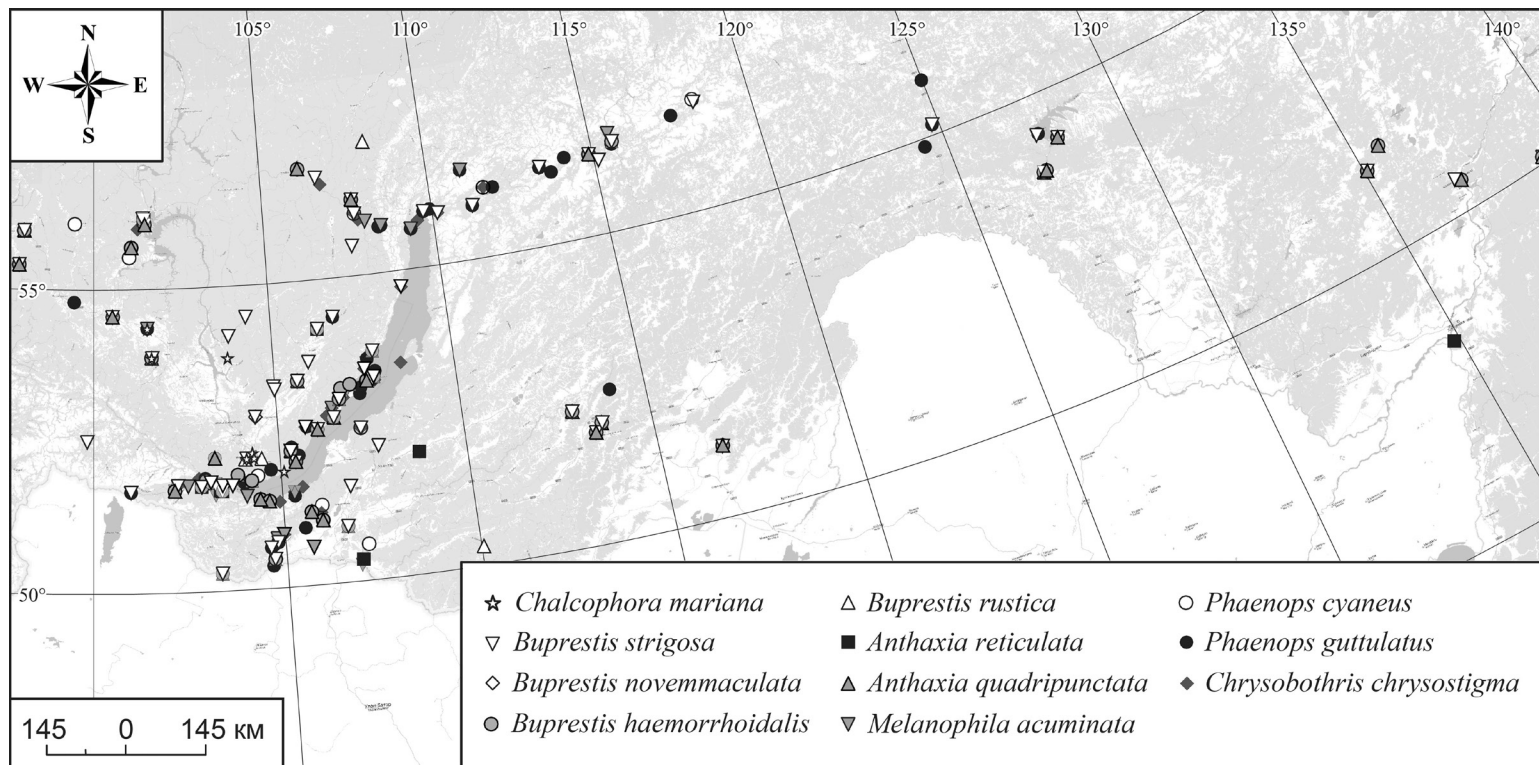 105° 110° 115° 120° 125° 130° 135° 140°
N
W E
S
55°
50°
Chalcophora mariana
Buprestis strigosa
Buprestis novemmaculata
Buprestis haemorrhoidalis
Buprestis rustica
Anthaxia reticulata
Anthaxia quadripunctata
Melanophila acuminata
Phaenops cyaneus
Phaenops guttulatus
Chrysobothris chrysostigma
145 0 145 км